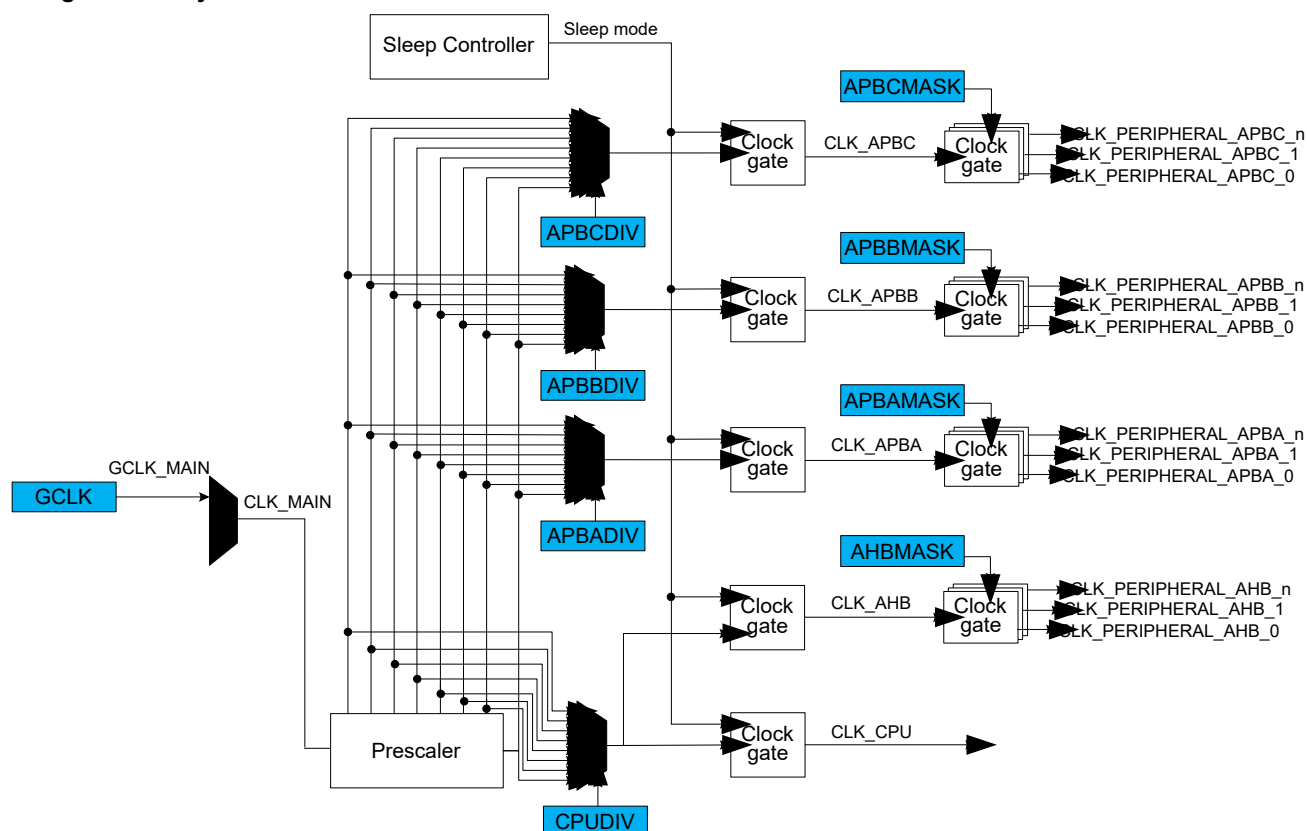 Sleep Controller
Sleep mode
APBCMASK
Clock
gate
CLK_APBC
Clock
gate
CLK_PERIPHERAL_APBC_n
CLK_PERIPHERAL_APBC_1
CLK_PERIPHERAL_APBC_0
APBCDIV
APBBMASK
Clock
gate
CLK_APBB
Clock
gate
CLK_PERIPHERAL_APBB_n
CLK_PERIPHERAL_APBB_1
CLK_PERIPHERAL_APBB_0
APBBDIV
APBAMASK
Clock
gate
CLK_APBA
Clock
gate
CLK_PERIPHERAL_APBA_n
CLK_PERIPHERAL_APBA_1
CLK_PERIPHERAL_APBA_0
GCLK
GCLK_MAIN
CLK_MAIN
APBADIV
AHBMASK
Clock
gate
CLK_AHB
Clock
gate
CLK_PERIPHERAL_AHB_n
CLK_PERIPHERAL_AHB_1
CLK_PERIPHERAL_AHB_0
Prescaler
Clock
gate
CLK_CPU
CPUDIV